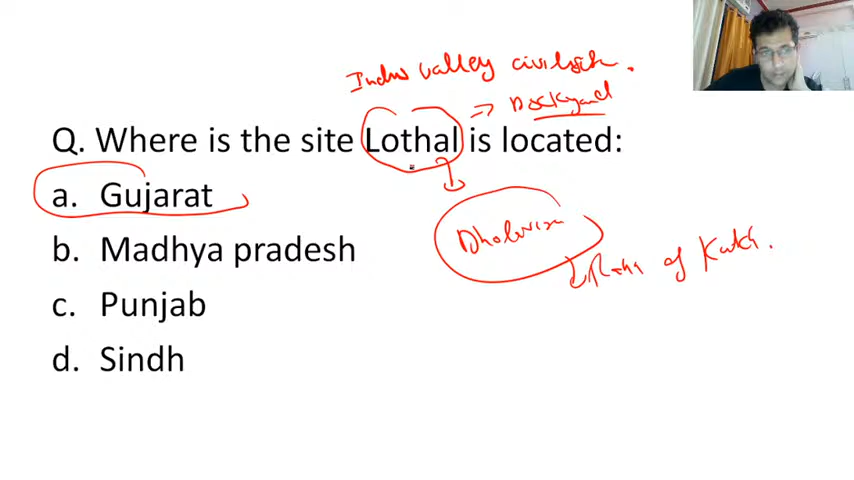 Indus valley civilisation.
=> Dockyard
Q. Where is the site Lothal is located:
a. Gujarat
b. Madhya pradesh
c. Punjab
d. Sindh
Dholavira
Rann of Kutch.